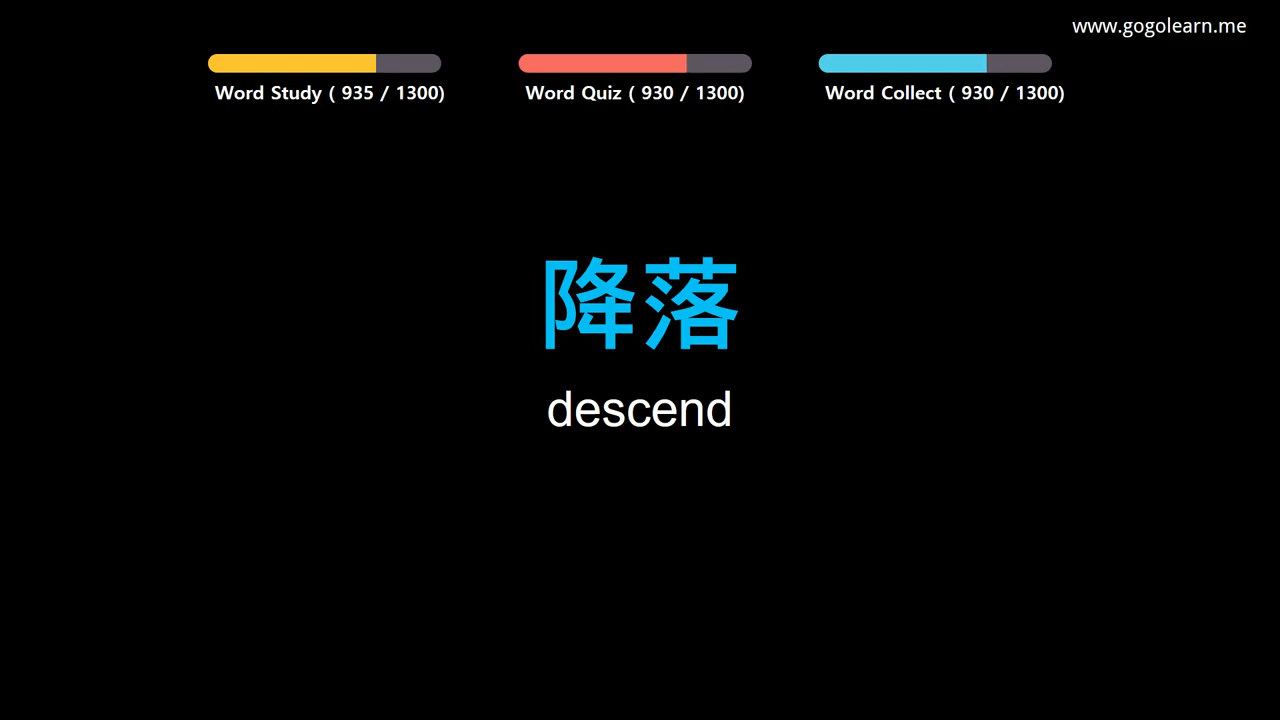 www.gogolearn.me
Word Study ( 935 / 1300)
Word Quiz ( 930 / 1300)
Word Collect ( 930 / 1300)
降落
descend